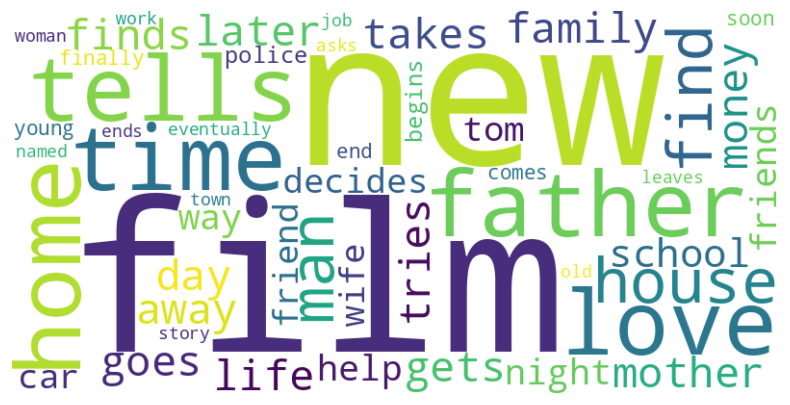 work
job
soon
woman
finds
later
takes
family
asks
finally
police
tells
new
begins
find
money
young
ends
eventually
tom
time
named
end
comes
leaves
friends
decides
father
home
town
way
friend
man
wife
tries
school
day
old
house
away
film
love
story
goes
car
life
help
gets
night
mother